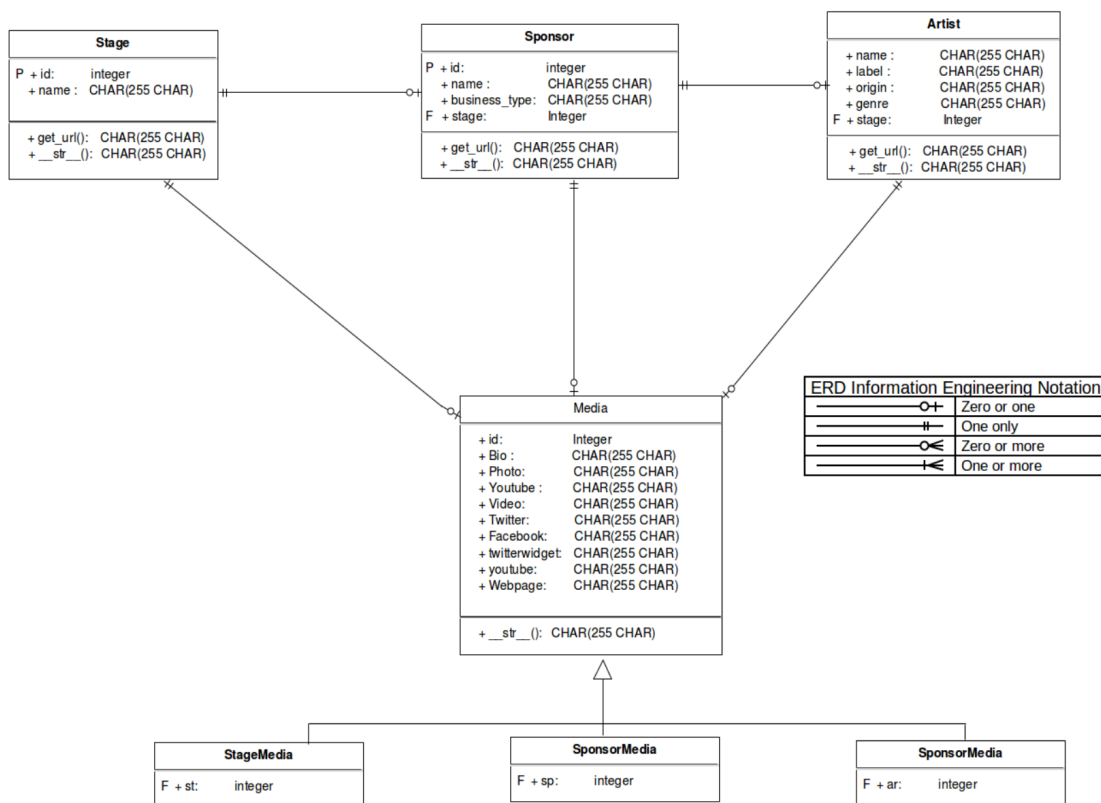 Stage
P + id: integer
+ name : CHAR(255 CHAR)
+ get_url(): CHAR(255 CHAR)
+ __str__(): CHAR(255 CHAR)
Sponsor
P + id: integer
+ name : CHAR(255 CHAR)
+ business_type: CHAR(255 CHAR)
F + stage: Integer
+ get_url(): CHAR(255 CHAR)
+ __str__(): CHAR(255 CHAR)
Artist
+ name : CHAR(255 CHAR)
+ label : CHAR(255 CHAR)
+ origin : CHAR(255 CHAR)
+ genre CHAR(255 CHAR)
F + stage: Integer
+ get_url(): CHAR(255 CHAR)
+ __str__(): CHAR(255 CHAR)
Media
+ id: Integer
+ Bio : CHAR(255 CHAR)
+ Photo: CHAR(255 CHAR)
+ Youtube : CHAR(255 CHAR)
+ Video: CHAR(255 CHAR)
+ Twitter: CHAR(255 CHAR)
+ Facebook: CHAR(255 CHAR)
+ twitterwidget: CHAR(255 CHAR)
+ youtube: CHAR(255 CHAR)
+ Webpage: CHAR(255 CHAR)
+ __str__(): CHAR(255 CHAR)
ERD Information Engineering Notation
Zero or one
One only
Zero or more
One or more
StageMedia
F + st: integer
SponsorMedia
F + sp: integer
SponsorMedia
F + ar: integer